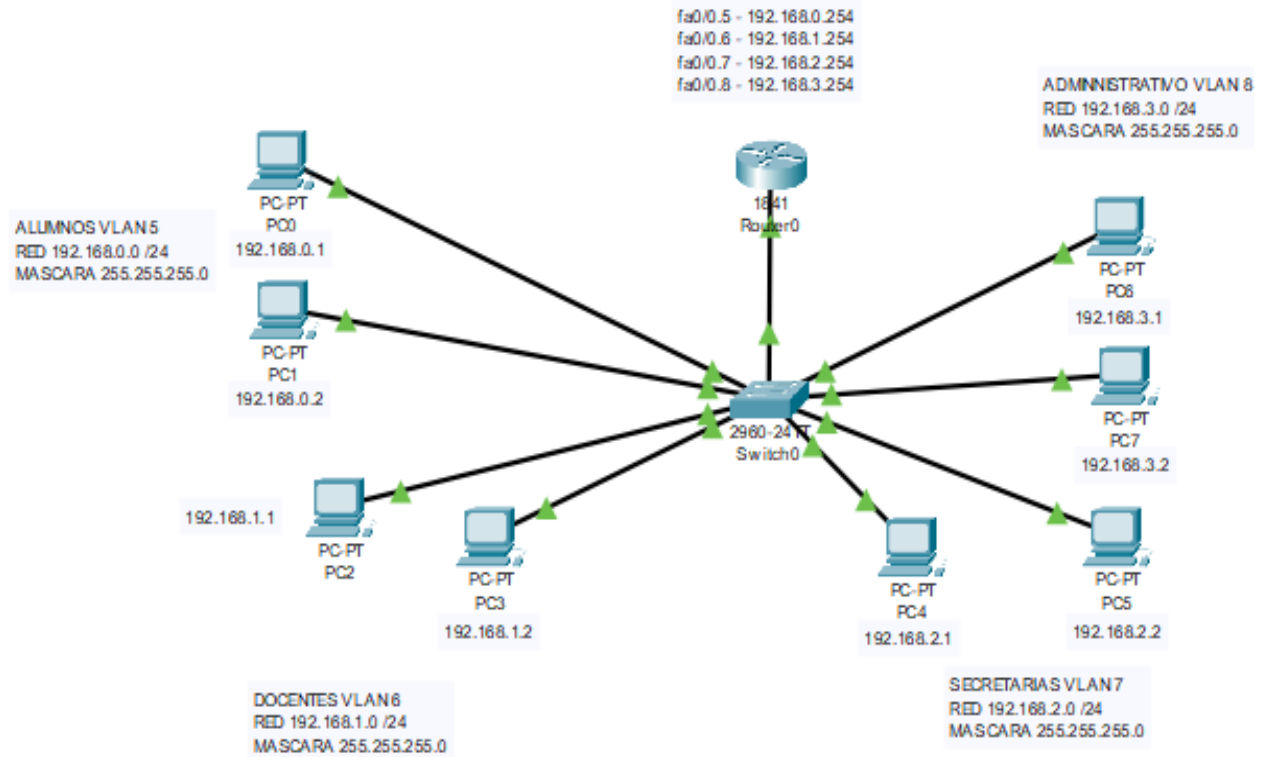 fa0/0.5 - 192.168.0.254
fa0/0.6 - 192.168.1.254
fa0/0.7 - 192.168.2.254
fa0/0.8 - 192.168.3.254
ADMINNISTRATIVO VLAN 8
RED 192.168.3.0 /24
MASCARA 255.255.255.0
PC-PT
PC0
192.168.0.1
1841
Router0
ALUMNOS VLAN 5
RED 192.168.0.0 /24
MASCARA 255.255.255.0
PC-PT
PC6
192.168.3.1
PC-PT
PC1
192.168.0.2
2960-24TT
Switch0
PC-PT
PC7
192.168.3.2
192.168.1.1
PC-PT
PC2
PC-PT
PC3
192.168.1.2
PC-PT
PC4
192.168.2.1
PC-PT
PC5
192.168.2.2
DOCENTES VLAN 6
RED 192.168.1.0 /24
MASCARA 255.255.255.0
SECRETARIAS VLAN 7
RED 192.168.2.0 /24
MASCARA 255.255.255.0